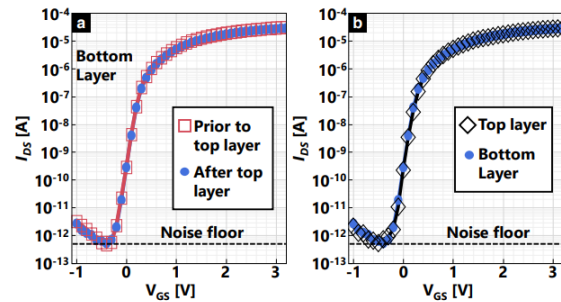 a
b
10⁻⁴
10⁻⁵
10⁻⁶
10⁻⁷
10⁻⁸
10⁻⁹
10⁻¹⁰
10⁻¹¹
10⁻¹²
10⁻¹³
I_DS [A]
Bottom
Layer
Prior to
top layer
After top
layer
Noise floor
-1 0 1 2 3
V_GS [V]
10⁻⁴
10⁻⁵
10⁻⁶
10⁻⁷
10⁻⁸
10⁻⁹
10⁻¹⁰
10⁻¹¹
10⁻¹²
10⁻¹³
I_DS [A]
Top layer
Bottom
Layer
Noise floor
-1 0 1 2 3
V_GS [V]